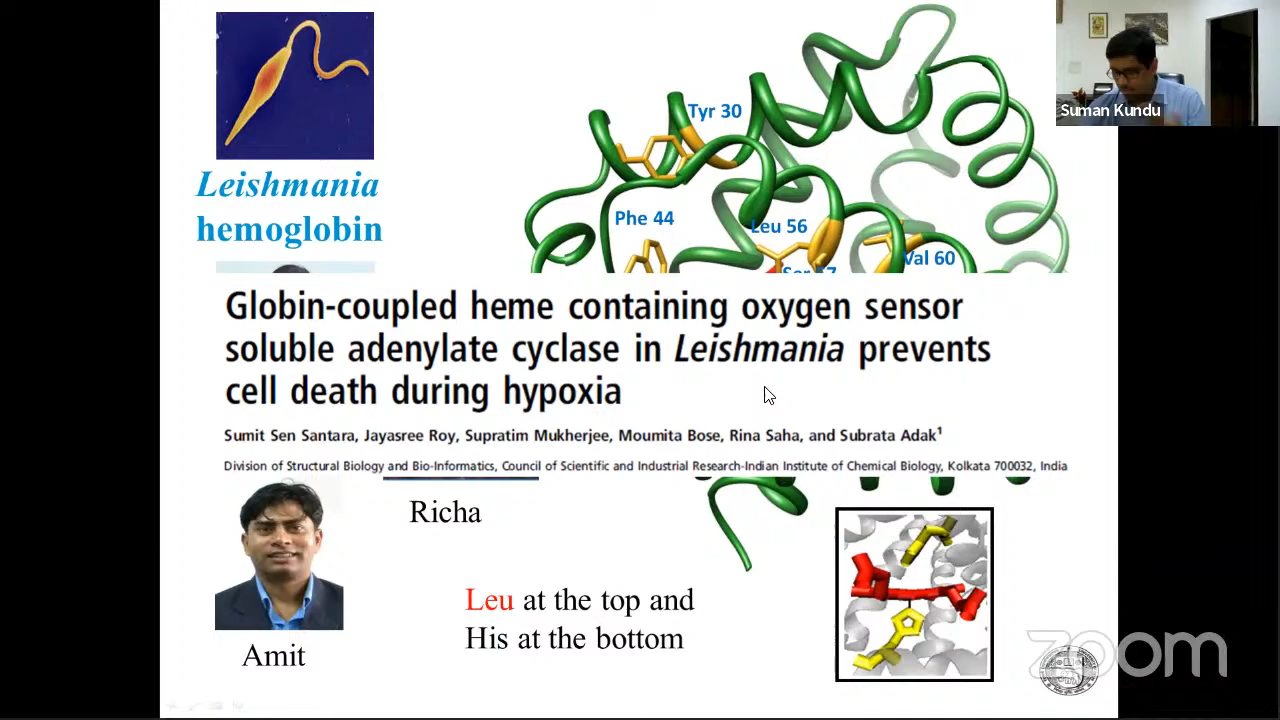 Leishmania
hemoglobin
Tyr 30
Phe 44
Leu 56
Val 60
Globin-coupled heme containing oxygen sensor
soluble adenylate cyclase in Leishmania prevents
cell death during hypoxia
Sumit Sen Santara, Jayasree Roy, Supratim Mukherjee, Moumita Bose, Rina Saha, and Subrata Adak1
Division of Structural Biology and Bio-Informatics, Council of Scientific and Industrial Research-Indian Institute of Chemical Biology, Kolkata 700032, India
Richa
Amit
Leu at the top and
His at the bottom
Suman Kundu
zoom